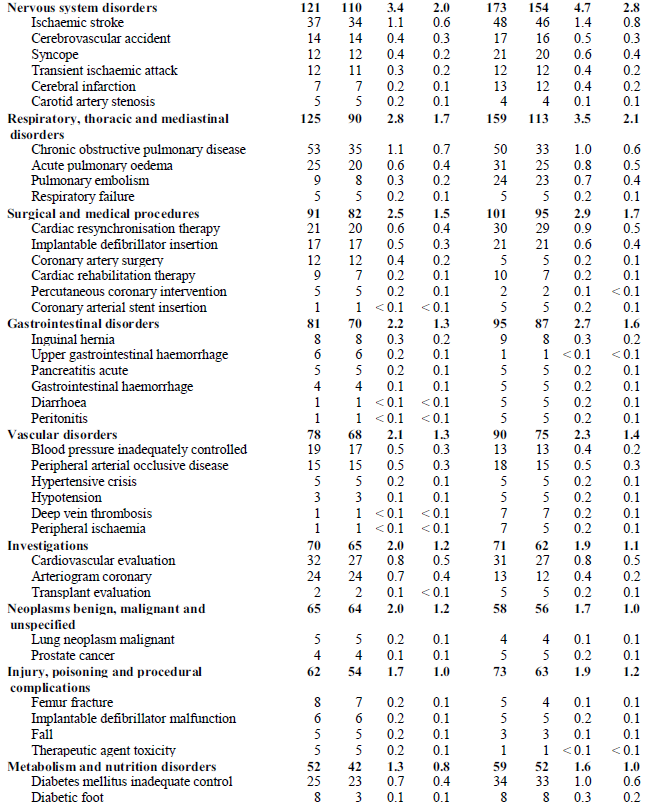 Nervous system disorders 121 110 3.4 2.0 173 154 4.7 2.8
Ischaemic stroke 37 34 1.1 0.6 48 46 1.4 0.8
Cerebrovascular accident 14 14 0.4 0.3 17 16 0.5 0.3
Syncope 12 12 0.4 0.2 21 20 0.6 0.4
Transient ischaemic attack 12 11 0.3 0.2 12 12 0.4 0.2
Cerebral infarction 7 7 0.2 0.1 13 12 0.4 0.2
Carotid artery stenosis 5 5 0.2 0.1 4 4 0.1 0.1
Respiratory, thoracic and mediastinal 125 90 2.8 1.7 159 113 3.5 2.1
disorders
Chronic obstructive pulmonary disease 53 35 1.1 0.7 50 33 1.0 0.6
Acute pulmonary oedema 25 20 0.6 0.4 31 25 0.8 0.5
Pulmonary embolism 9 8 0.3 0.2 24 23 0.7 0.4
Respiratory failure 5 5 0.2 0.1 5 5 0.2 0.1
Surgical and medical procedures 91 82 2.5 1.5 101 95 2.9 1.7
Cardiac resynchronisation therapy 21 20 0.6 0.4 30 29 0.9 0.5
Implantable defibrillator insertion 17 17 0.5 0.3 21 21 0.6 0.4
Coronary artery surgery 12 12 0.4 0.2 5 5 0.2 0.1
Cardiac rehabilitation therapy 9 7 0.2 0.1 10 7 0.2 0.1
Percutaneous coronary intervention 5 5 0.2 0.1 2 2 0.1 <0.1
Coronary arterial stent insertion 1 1 <0.1 <0.1 5 5 0.2 0.1
Gastrointestinal disorders 81 70 2.2 1.3 95 87 2.7 1.6
Inguinal hernia 8 8 0.3 0.2 9 8 0.3 0.2
Upper gastrointestinal haemorrhage 6 6 0.2 0.1 1 1 <0.1 <0.1
Pancreatitis acute 5 5 0.2 0.1 5 5 0.2 0.1
Gastrointestinal haemorrhage 4 4 0.1 0.1 5 5 0.2 0.1
Diarrhoea 1 1 <0.1 <0.1 5 5 0.2 0.1
Peritonitis 1 1 <0.1 <0.1 5 5 0.2 0.1
Vascular disorders 78 68 2.1 1.3 90 75 2.3 1.4
Blood pressure inadequately controlled 19 17 0.5 0.3 13 13 0.4 0.2
Peripheral arterial occlusive disease 15 15 0.5 0.3 18 15 0.5 0.3
Hypertensive crisis 5 5 0.2 0.1 5 5 0.2 0.1
Hypotension 3 3 0.1 0.1 5 5 0.2 0.1
Deep vein thrombosis 1 1 <0.1 <0.1 7 7 0.2 0.1
Peripheral ischaemia 1 1 <0.1 <0.1 7 5 0.2 0.1
Investigations 70 65 2.0 1.2 71 62 1.9 1.1
Cardiovascular evaluation 32 27 0.8 0.5 31 27 0.8 0.5
Arteriogram coronary 24 24 0.7 0.4 13 12 0.4 0.2
Transplant evaluation 2 2 0.1 <0.1 5 5 0.2 0.1
Neoplasms benign, malignant and 65 64 2.0 1.2 58 56 1.7 1.0
unspecified
Lung neoplasm malignant 5 5 0.2 0.1 4 4 0.1 0.1
Prostate cancer 4 4 0.1 0.1 5 5 0.2 0.1
Injury, poisoning and procedural 62 54 1.7 1.0 73 63 1.9 1.2
complications
Femur fracture 8 7 0.2 0.1 5 4 0.1 0.1
Implantable defibrillator malfunction 6 6 0.2 0.1 5 5 0.2 0.1
Fall 5 5 0.2 0.1 3 3 0.1 0.1
Therapeutic agent toxicity 5 5 0.2 0.1 1 1 <0.1 <0.1
Metabolism and nutrition disorders 52 42 1.3 0.8 59 52 1.6 1.0
Diabetes mellitus inadequate control 25 23 0.7 0.4 34 33 1.0 0.6
Diabetic foot 8 3 0.1 0.1 8 8 0.3 0.2